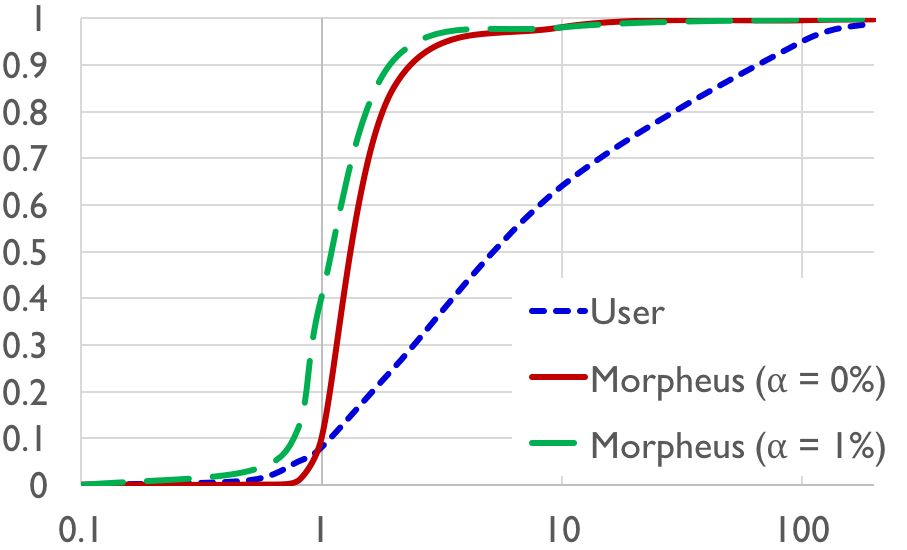 1
0.9
0.8
0.7
0.6
0.5
0.4
0.3
0.2
0.1
0
0.1 1 10 100
User
Morpheus (α = 0%)
Morpheus (α = 1%)